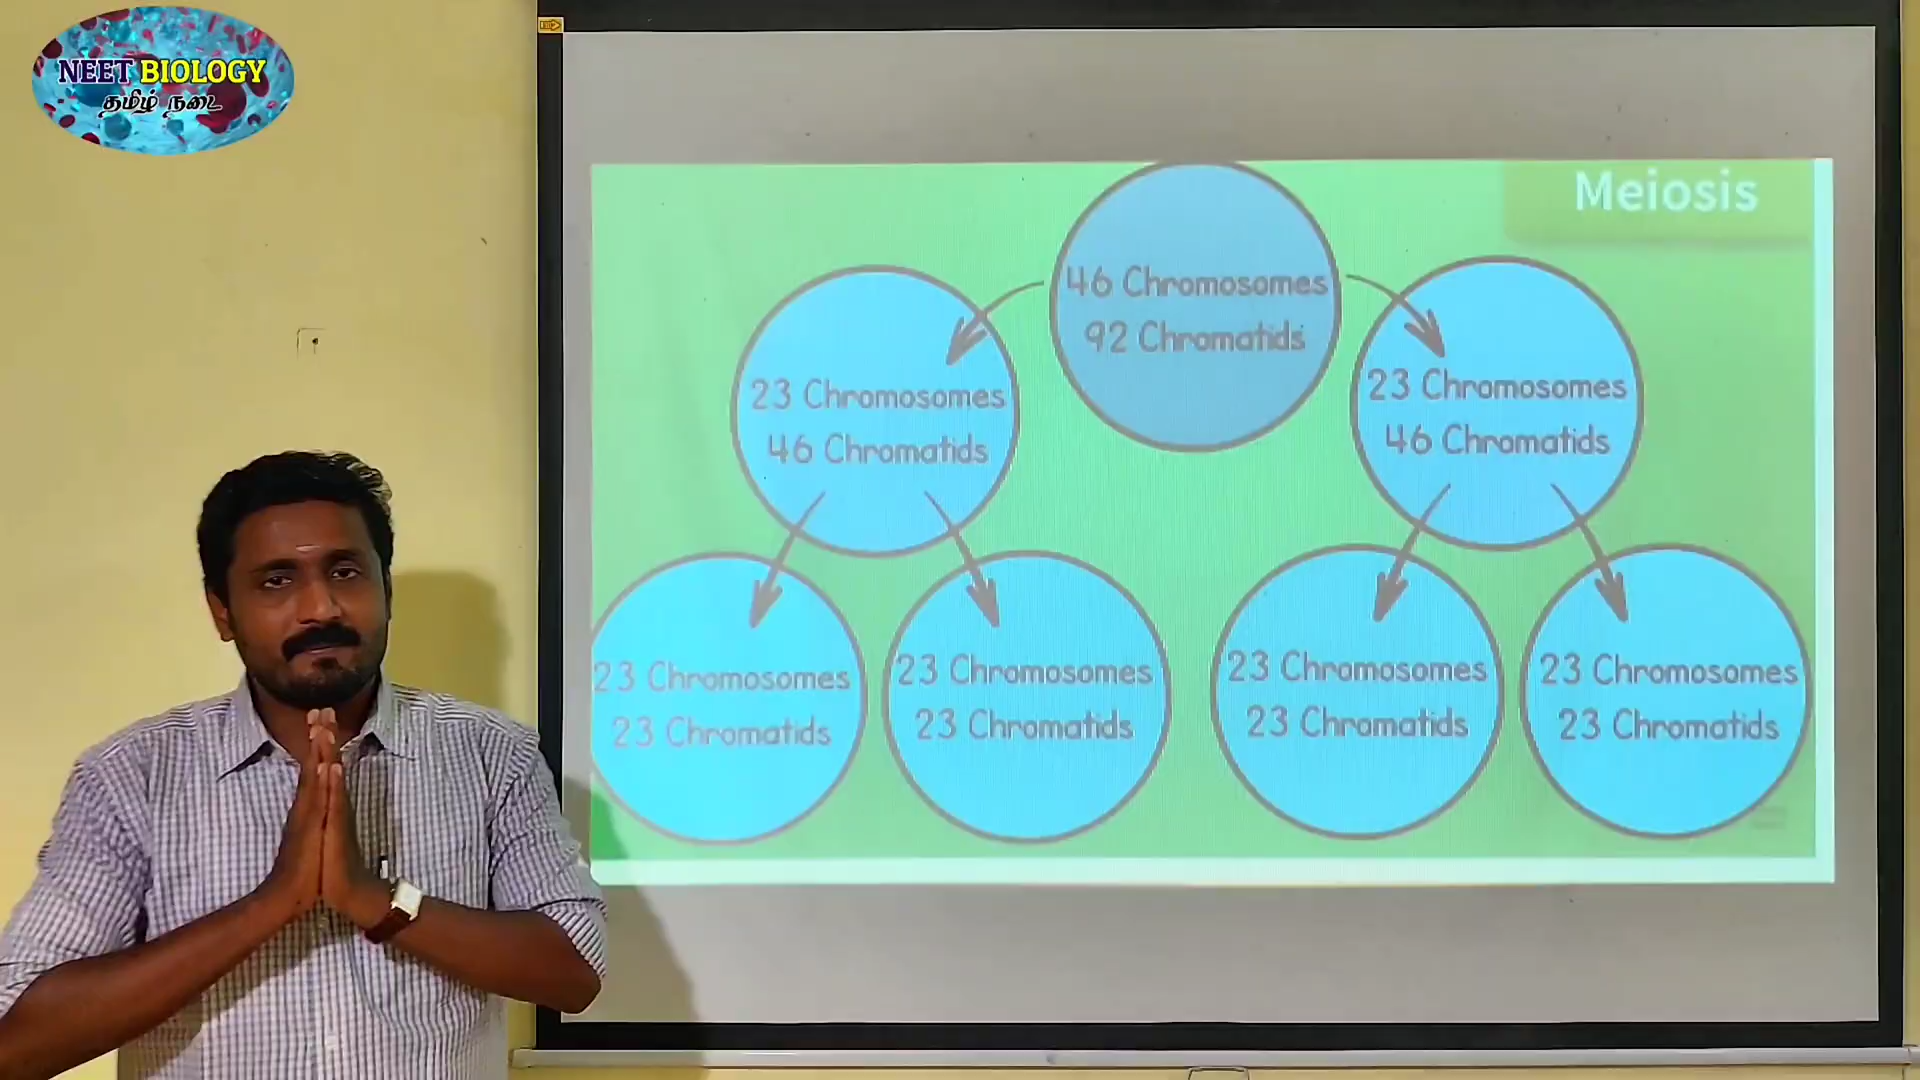 NEET BIOLOGY
தமிழ் நடை
Meiosis
46 Chromosomes
92 Chromatids
23 Chromosomes
46 Chromatids
23 Chromosomes
46 Chromatids
23 Chromosomes
23 Chromatids
23 Chromosomes
23 Chromatids
23 Chromosomes
23 Chromatids
23 Chromosomes
23 Chromatids